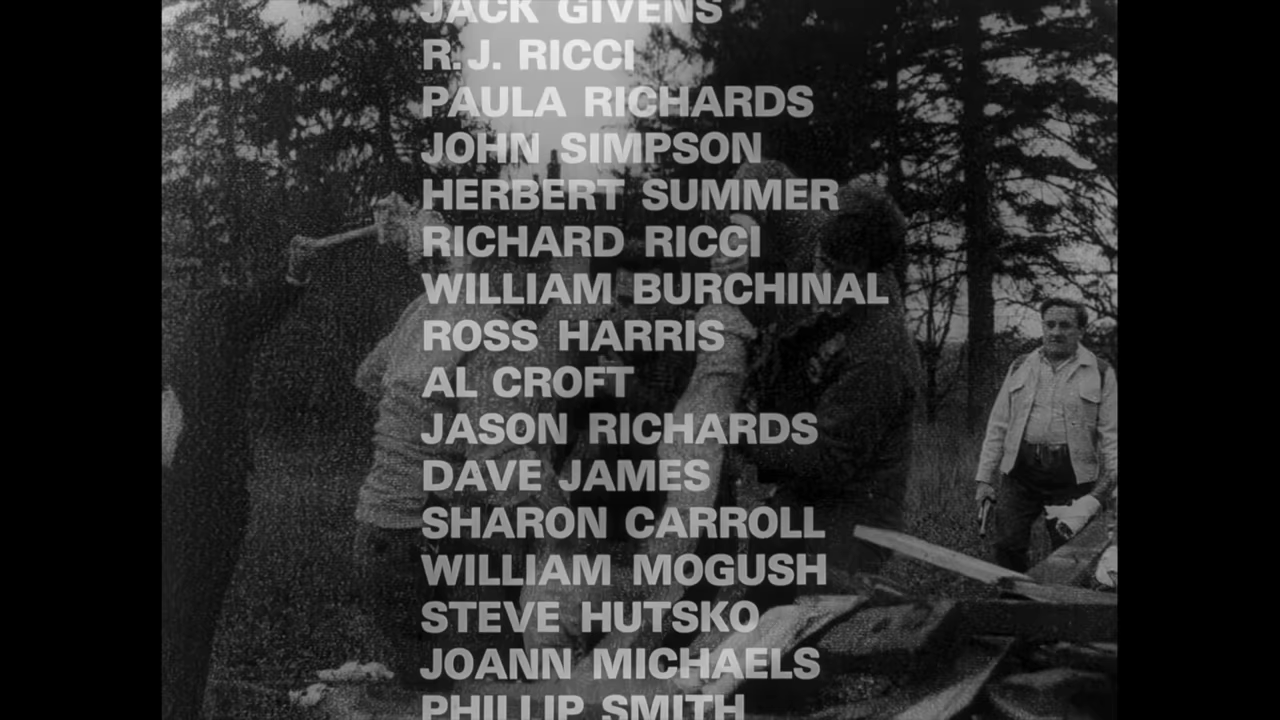 JACK GIVENS
R. J. RICCI
PAULA RICHARDS
JOHN SIMPSON
HERBERT SUMMER
RICHARD RICCI
WILLIAM BURCHINAL
ROSS HARRIS
AL CROFT
JASON RICHARDS
DAVE JAMES
SHARON CARROLL
WILLIAM MOGUSH
STEVE HUTSKO
JOANN MICHAELS
PHILLIP SMITH